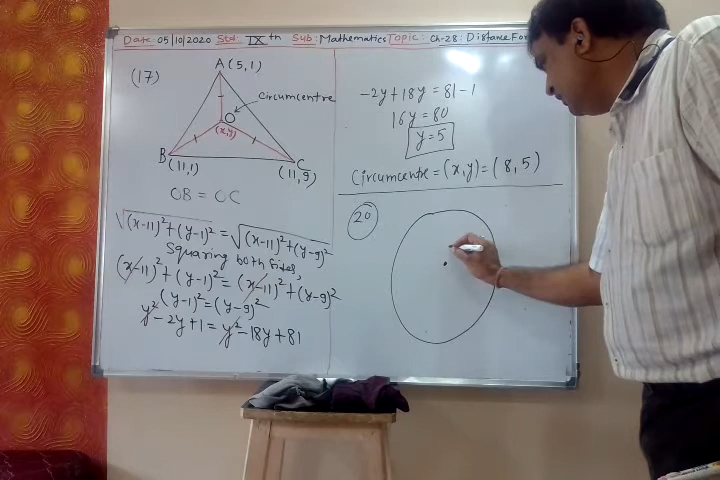 Date: 05/10/2020 Std: IX th Sub: Mathematics Topic: Ch-28: Distance For
(17)
A (5,1)
Circumcentre
O
(x,y)
B
(11,1)
C
(11,9)
OB = OC
√(x-11)²+(y-1)² = √(x-11)²+(y-9)²
Squaring both sides,
(x-11)²+(y-1)² = (x-11)²+(y-9)²
(y-1)² = (y-9)²
y²-2y+1 = y²-18y+81
-2y+18y = 81-1
16y = 80
y=5
Circumcentre = (x,y) = (8,5)
20